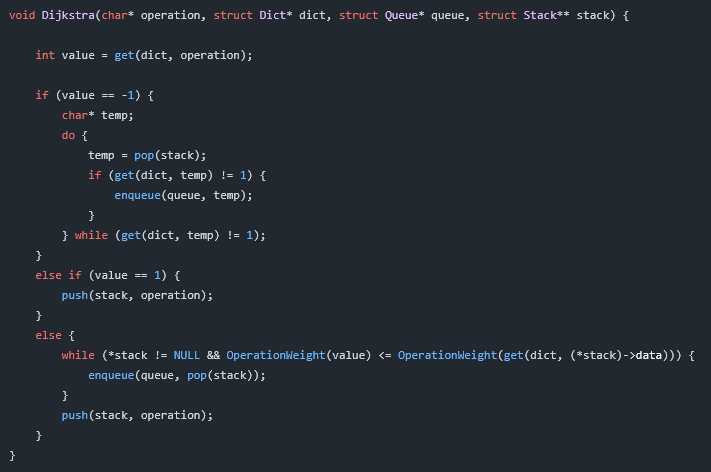 void Dijkstra(char* operation, struct Dict* dict, struct Queue* queue, struct Stack** stack) {

    int value = get(dict, operation);

    if (value == -1) {
        char* temp;
        do {
            temp = pop(stack);
            if (get(dict, temp) != 1) {
                enqueue(queue, temp);
            }
        } while (get(dict, temp) != 1);
    }
    else if (value == 1) {
        push(stack, operation);
    }
    else {
        while (*stack != NULL && OperationWeight(value) <= OperationWeight(get(dict, (*stack)->data))) {
            enqueue(queue, pop(stack));
        }
        push(stack, operation);
    }
}